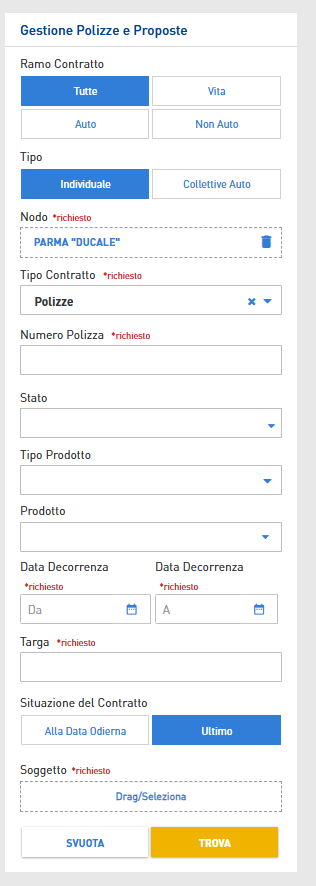 Gestione Polizze e Proposte
Ramo Contratto
Tutte Vita
Auto Non Auto
Tipo
Individuale Collettive Auto
Nodo *richiesto
PARMA "DUCALE"
Tipo Contratto *richiesto
Polizze
Numero Polizza *richiesto
Stato
Tipo Prodotto
Prodotto
Data Decorrenza Data Decorrenza
*richiesto *richiesto
Da A
Targa *richiesto
Situazione del Contratto
Alla Data Odierna Ultimo
Soggetto *richiesto
Drag/Seleziona
SVUOTA TROVA